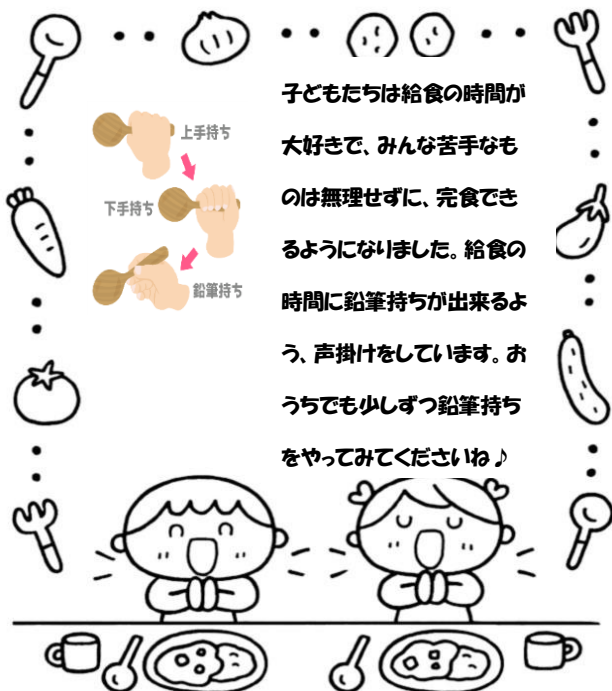 上手持ち
下手持ち
鉛筆持ち
子どもたちは給食の時間が
大好きで、みんな苦手なも
のは無理せずに、完食でき
るようになりました。給食の
時間に鉛筆持ちが出来るよ
う、声掛けをしています。お
うちでも少しずつ鉛筆持ち
をやってみてくださいね♪